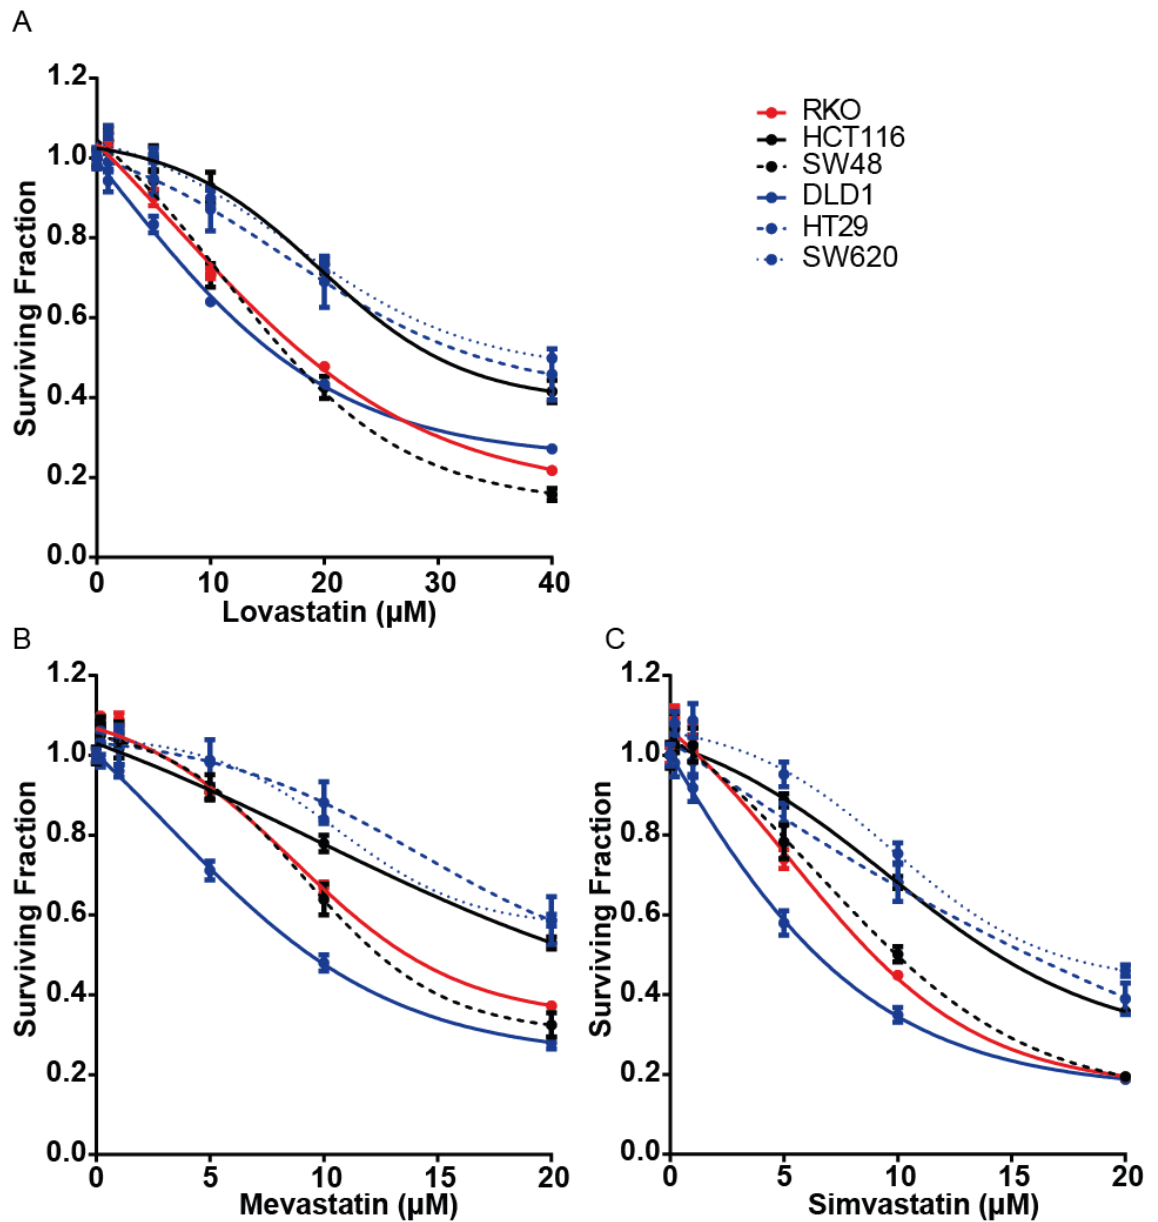 A
1.2
1.0
0.8
0.6
0.4
0.2
0.0
Surviving Fraction
0 10 20 30 40
Lovastatin (µM)
RKO
HCT116
SW48
DLD1
HT29
SW620
B
1.2
1.0
0.8
0.6
0.4
0.2
0.0
Surviving Fraction
0 5 10 15 20
Mevastatin (µM)
C
1.2
1.0
0.8
0.6
0.4
0.2
0.0
Surviving Fraction
0 5 10 15 20
Simvastatin (µM)